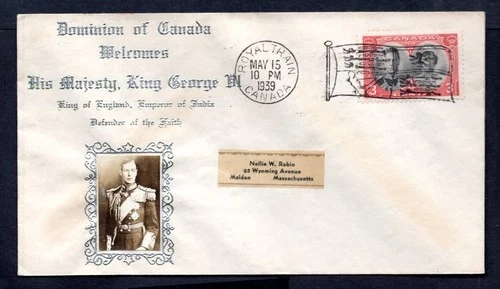 Dominion of Canada
Welcomes
His Majesty, King George VI
King of England, Emperor of India
Defender of the Faith
ROYAL TRAIN
MAY 15
10 PM
1939
CANADA
CANADA
3
Nellie W. Robin
95 Wyoming Avenue
Malden Massachusetts